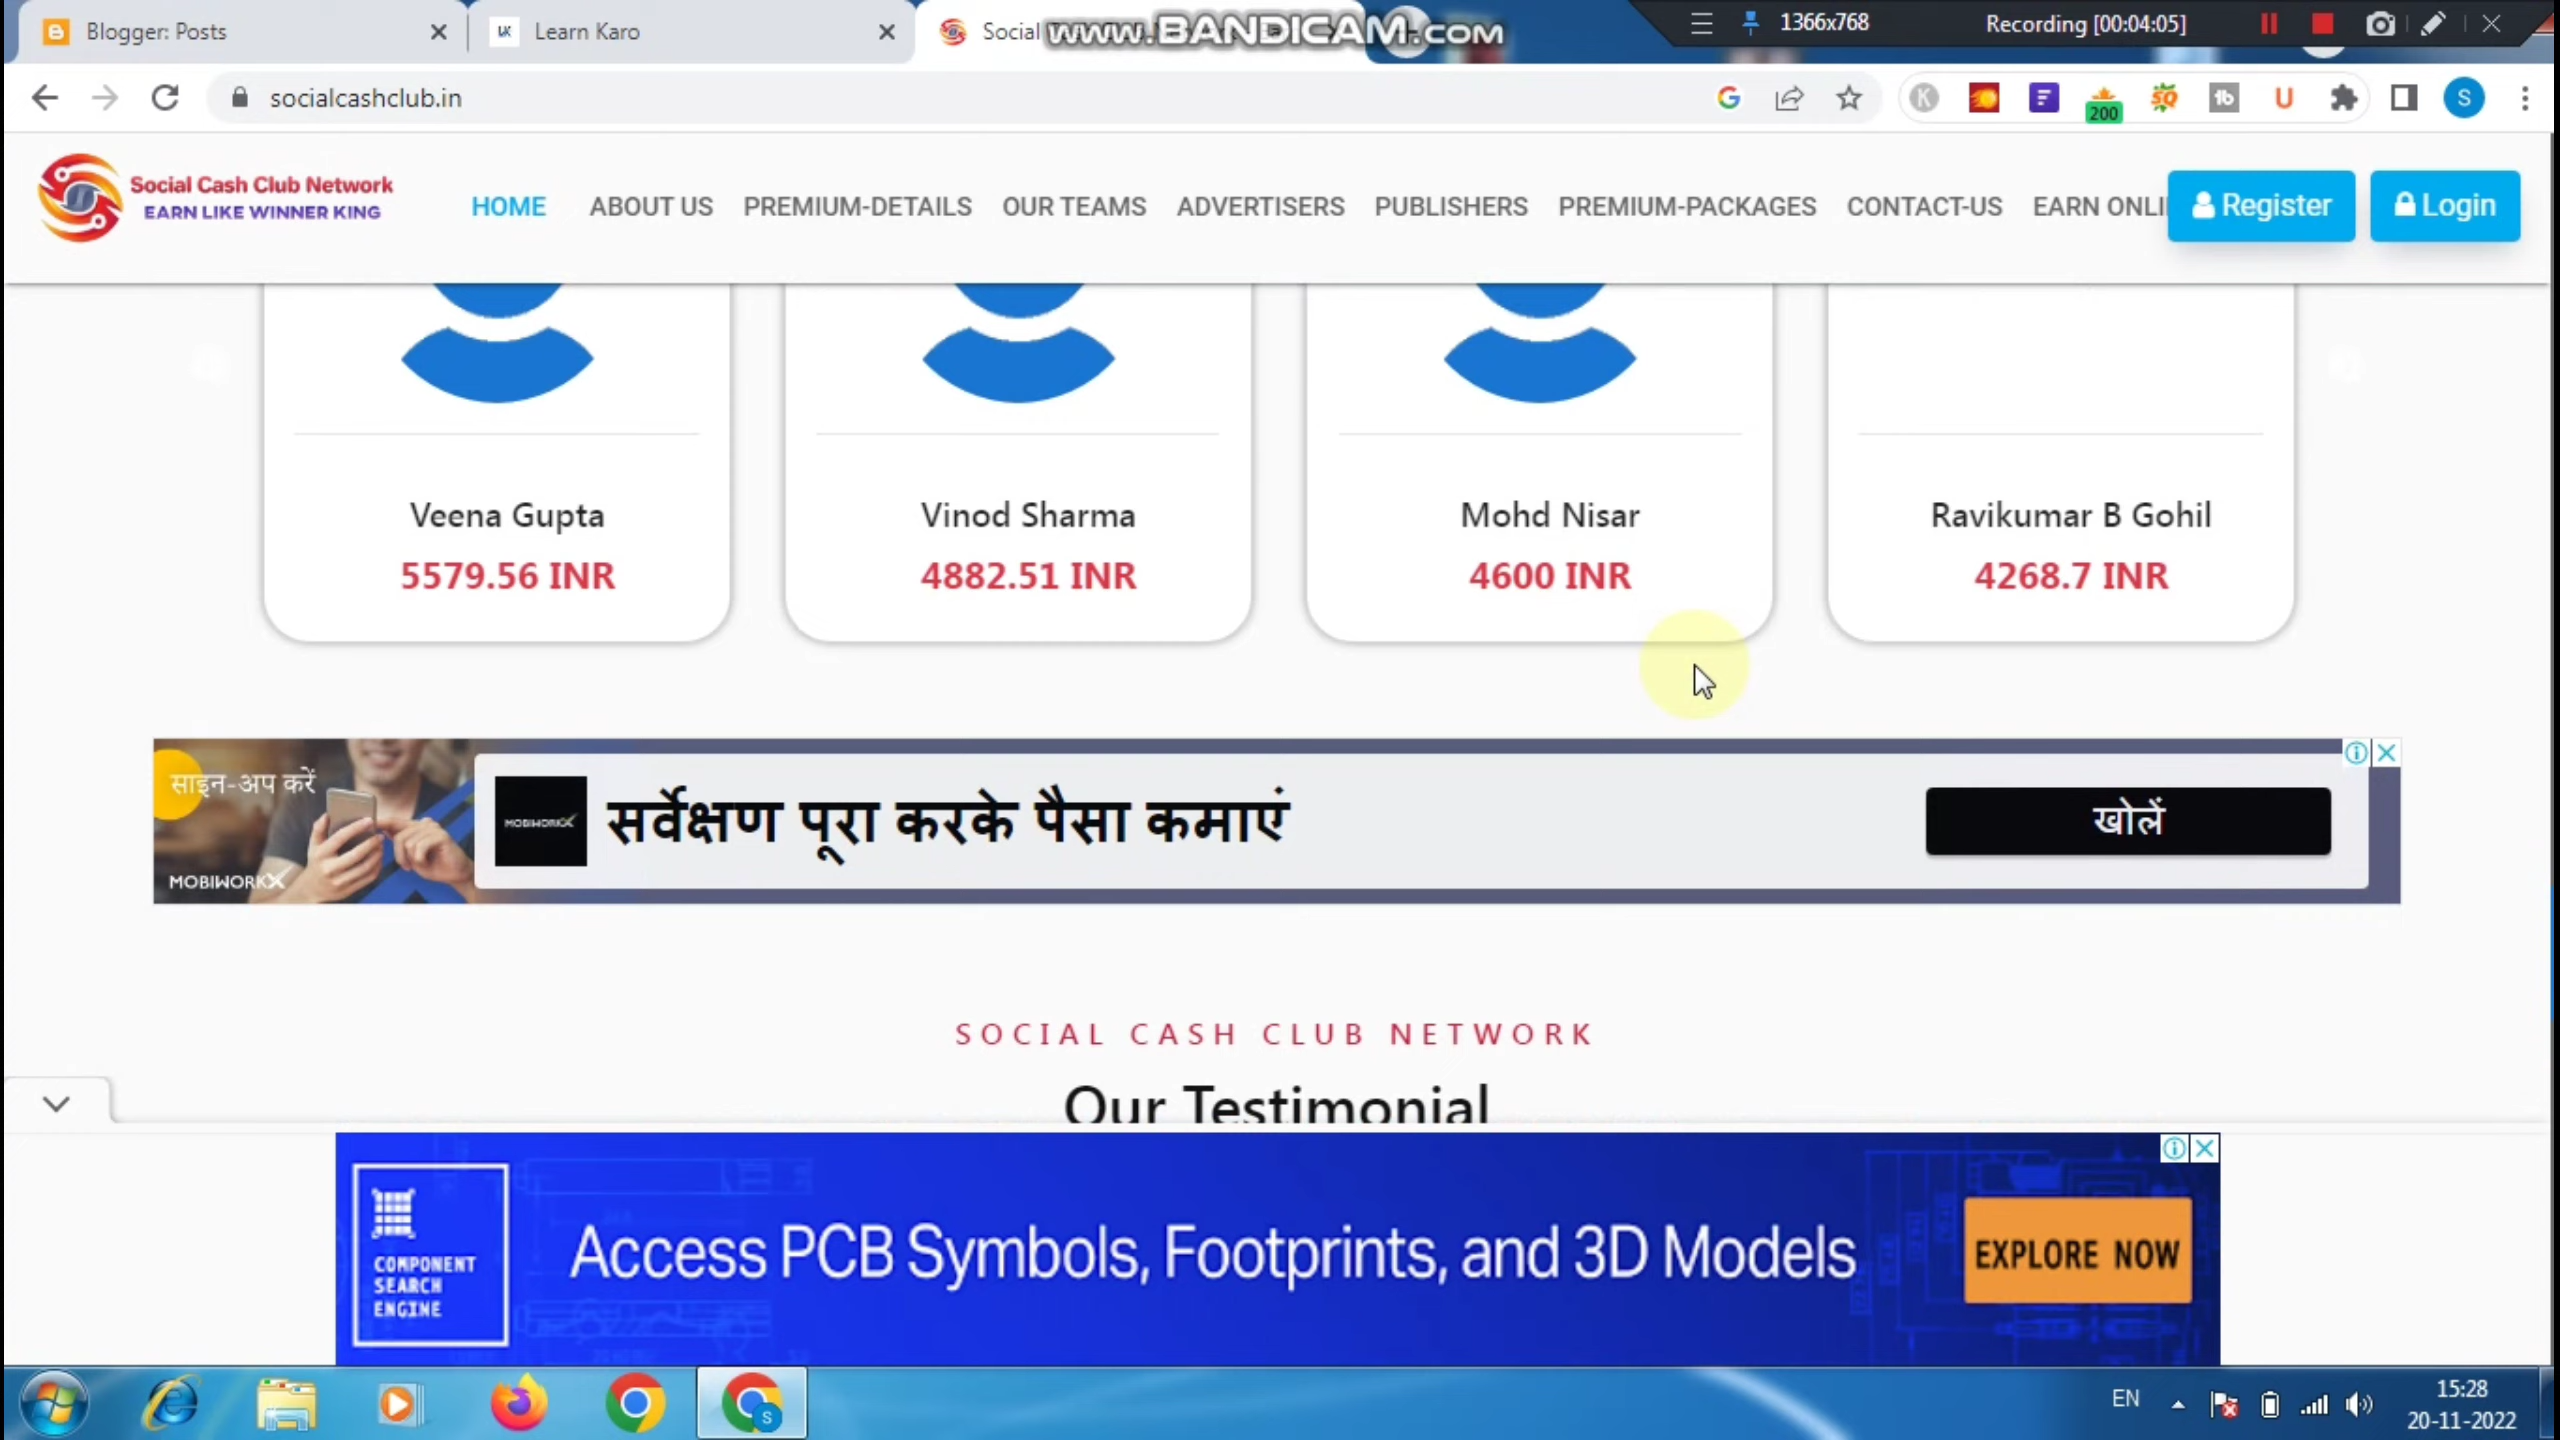 Blogger: Posts
Learn Karo
Social
www.BANDICAM.com
1366x768
Recording [00:04:05]
socialcashclub.in
200
S
Social Cash Club Network
EARN LIKE WINNER KING
HOME
ABOUT US
PREMIUM-DETAILS
OUR TEAMS
ADVERTISERS
PUBLISHERS
PREMIUM-PACKAGES
CONTACT-US
EARN ONLI
Register
Login
Veena Gupta
5579.56 INR
Vinod Sharma
4882.51 INR
Mohd Nisar
4600 INR
Ravikumar B Gohil
4268.7 INR
साइन-अप करें
MOBIWORKX
MOBIWORKX
सर्वेक्षण पूरा करके पैसा कमाएं
खोलें
SOCIAL CASH CLUB NETWORK
Our Testimonial
COMPONENT
SEARCH
ENGINE
Access PCB Symbols, Footprints, and 3D Models
EXPLORE NOW
S
EN
15:28
20-11-2022